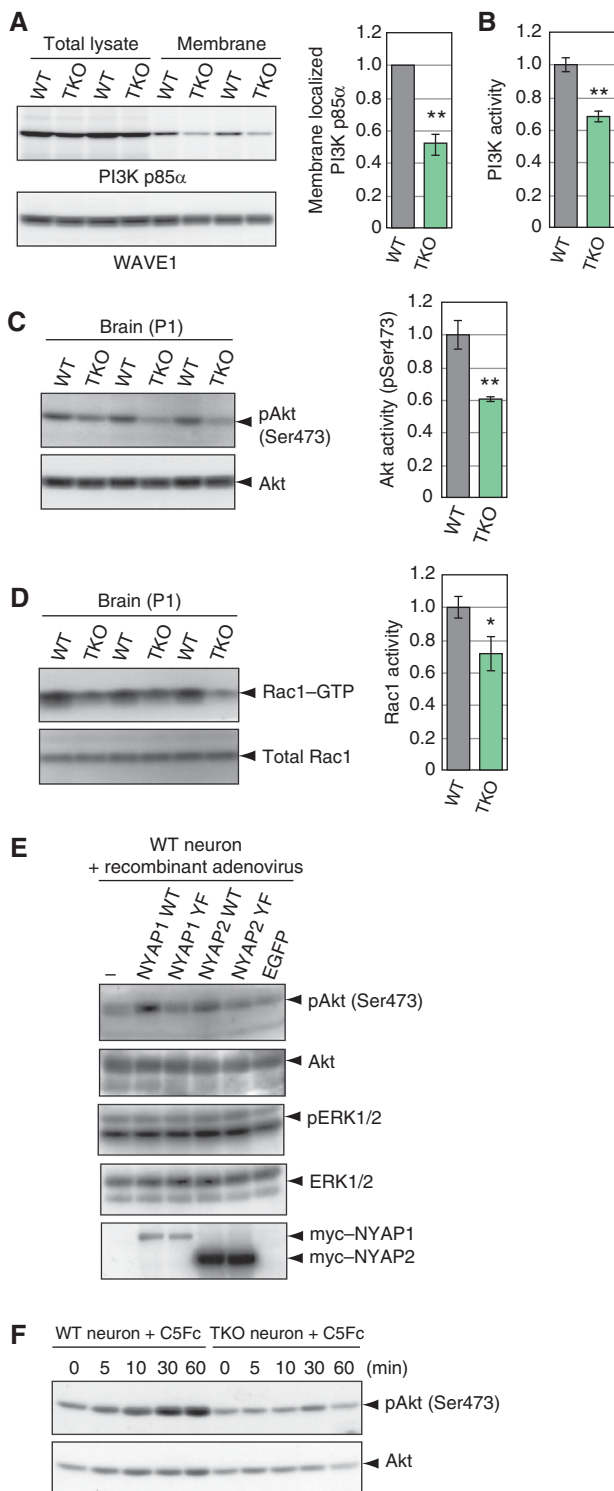 A
Total lysate Membrane
WT TKO WT TKO WT TKO WT TKO
PI3K p85α
WAVE1
Membrane localized
PI3K p85α
1.2
1.0
0.8
0.6
0.4
0.2
0
**
WT TKO
B
PI3K activity
1.2
1.0
0.8
0.6
0.4
0.2
0
**
WT TKO
C
Brain (P1)
WT TKO WT TKO WT TKO
pAkt
(Ser473)
Akt
Akt activity (pSer473)
1.2
1.0
0.8
0.6
0.4
0.2
0
**
WT TKO
D
Brain (P1)
WT TKO WT TKO WT TKO
Rac1–GTP
Total Rac1
Rac1 activity
1.2
1.0
0.8
0.6
0.4
0.2
0
*
WT TKO
E
WT neuron
+ recombinant adenovirus
– NYAP1 WT NYAP1 YF NYAP2 WT NYAP2 YF EGFP
pAkt (Ser473)
Akt
pERK1/2
ERK1/2
myc–NYAP1
myc–NYAP2
F
WT neuron + C5Fc TKO neuron + C5Fc
0 5 10 30 60 0 5 10 30 60 (min)
pAkt (Ser473)
Akt